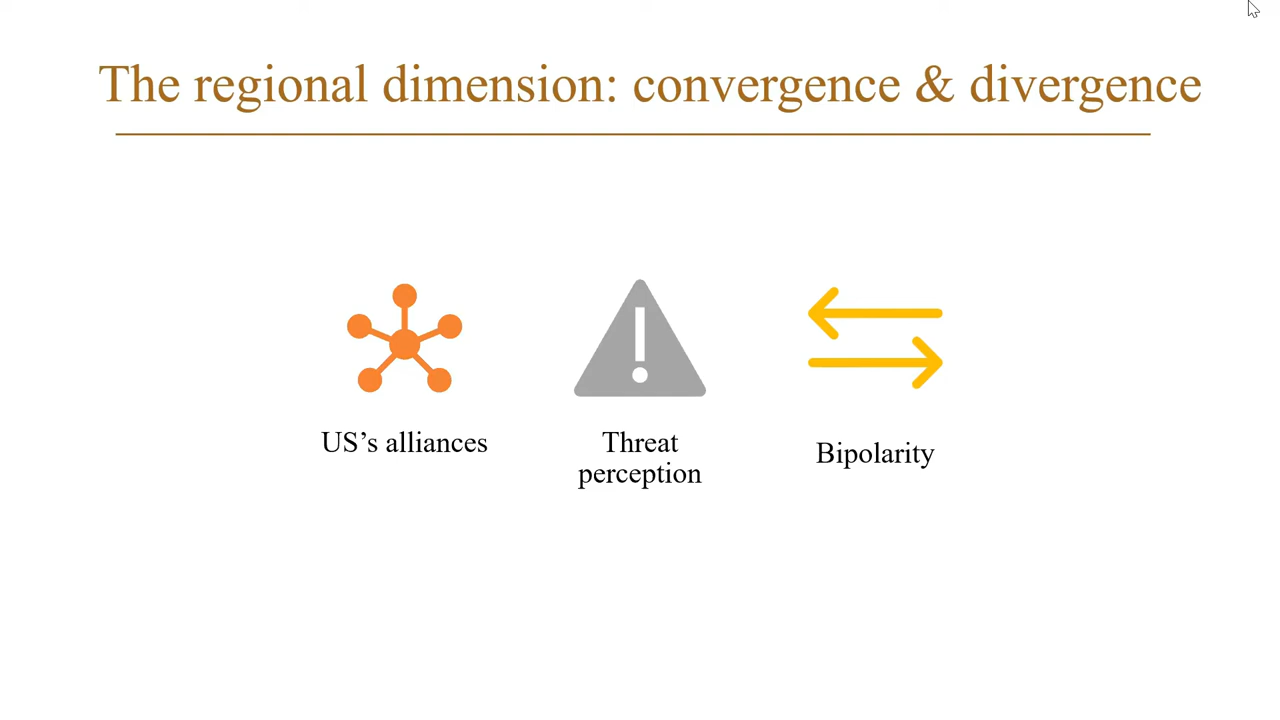 The regional dimension: convergence & divergence
US’s alliances
Threat
perception
Bipolarity